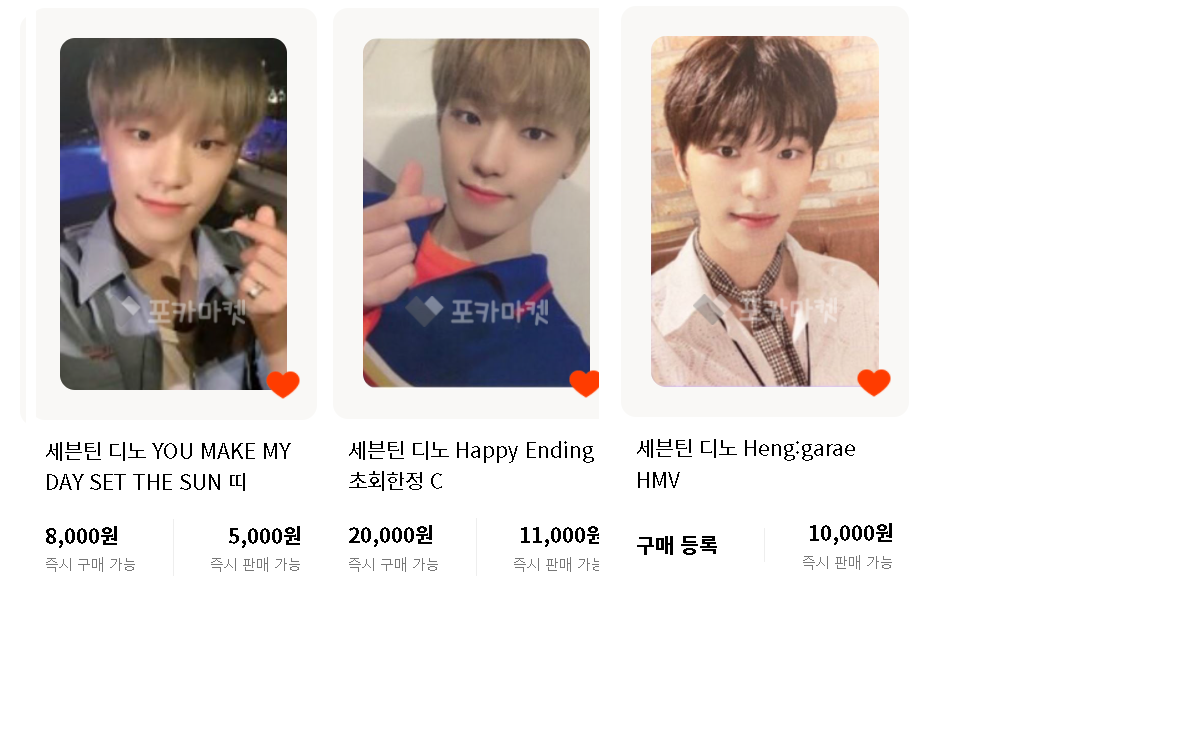 포카마켓
세븐틴 디노 YOU MAKE MY
DAY SET THE SUN 띠
8,000원
즉시 구매 가능
5,000원
즉시 판매 가능
포카마켓
세븐틴 디노 Happy Ending
초회한정 C
20,000원
즉시 구매 가능
11,000원
즉시 판매 가능
포카마켓
세븐틴 디노 Heng:garae
HMV
구매 등록
10,000원
즉시 판매 가능